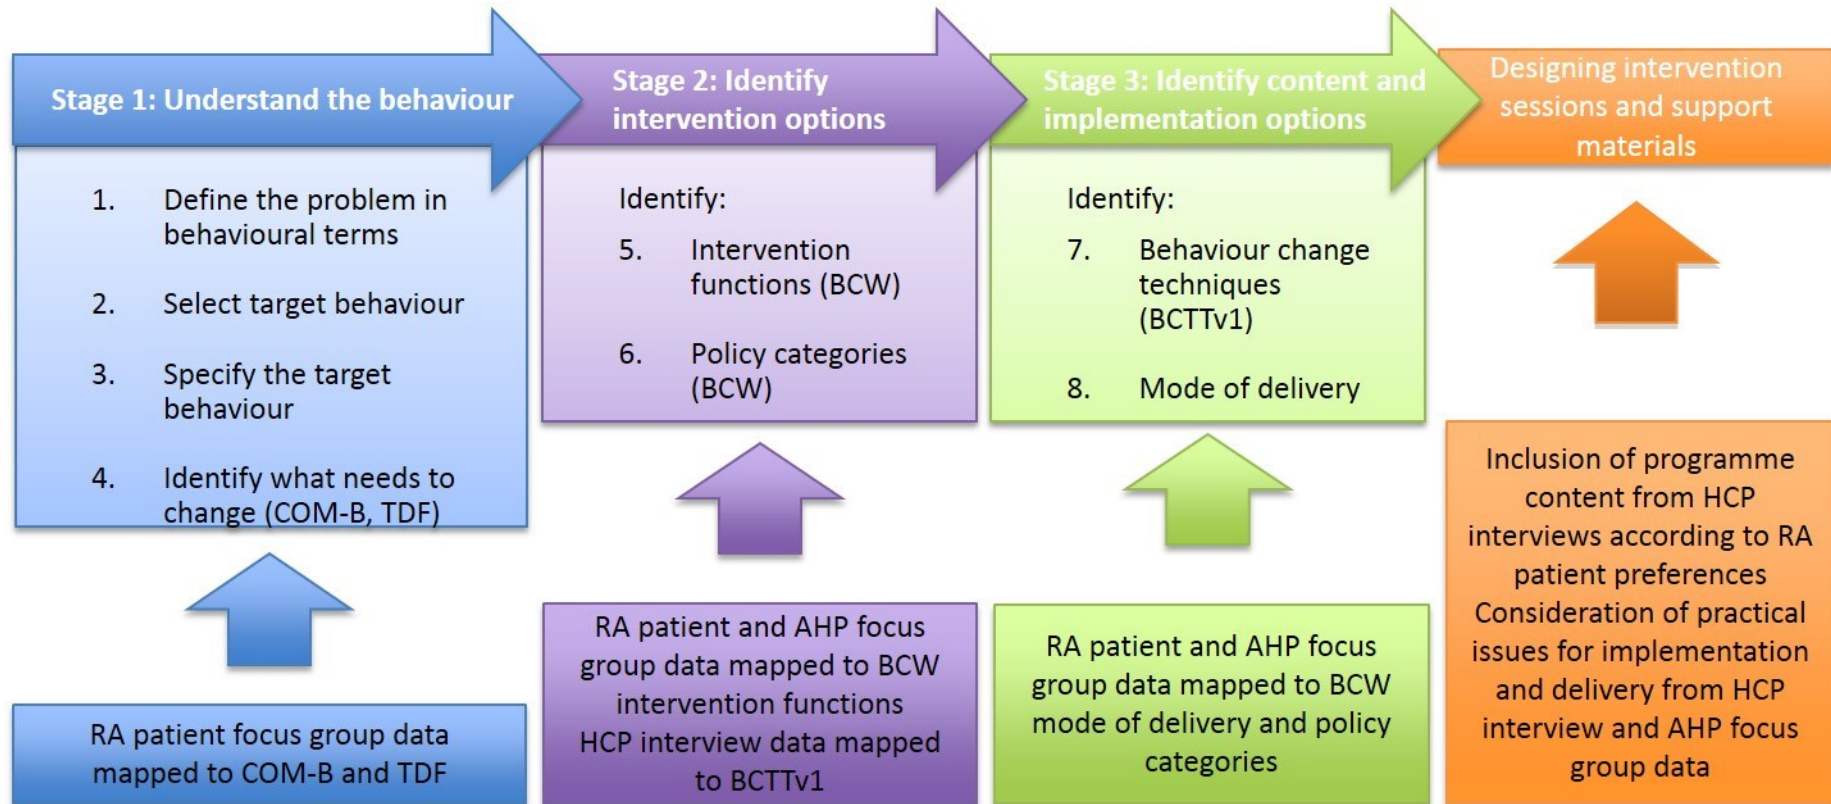 Stage 1: Understand the behaviour
1. Define the problem in
behavioural terms
2. Select target behaviour
3. Specify the target
behaviour
4. Identify what needs to
change (COM-B, TDF)
RA patient focus group data
mapped to COM-B and TDF
Stage 2: Identify
intervention options
Identify:
5. Intervention
functions (BCW)
6. Policy categories
(BCW)
RA patient and AHP focus
group data mapped to BCW
intervention functions
HCP interview data mapped
to BCTTv1
Stage 3: Identify content and
implementation options
Identify:
7. Behaviour change
techniques
(BCTTv1)
8. Mode of delivery
RA patient and AHP focus
group data mapped to BCW
mode of delivery and policy
categories
Designing intervention
sessions and support
materials
Inclusion of programme
content from HCP
interviews according to RA
patient preferences
Consideration of practical
issues for implementation
and delivery from HCP
interview and AHP focus
group data